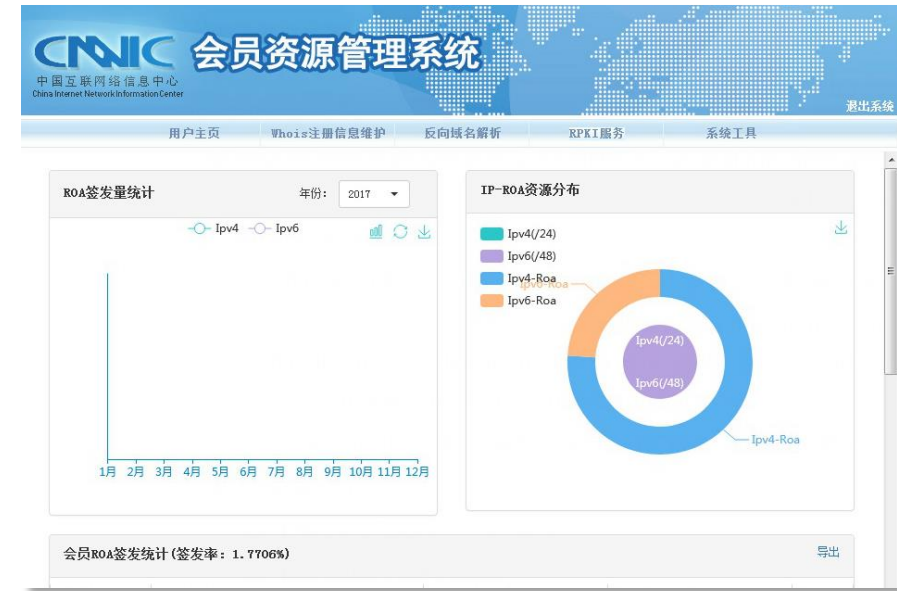 CNNIC 会员资源管理系统
中国互联网络信息中心
China Internet Network Information Center
退出系统
用户主页 Whois注册信息维护 反向域名解析 RPKI服务 系统工具
ROA签发量统计 年份: 2017
Ipv4 Ipv6
1月 2月 3月 4月 5月 6月 7月 8月 9月 10月 11月 12月
IP-ROA资源分布
Ipv4(/24)
Ipv6(/48)
Ipv4-Roa
Ipv6-Roa
Ipv6-Roa
Ipv4(/24)
Ipv6(/48)
Ipv4-Roa
会员ROA签发统计(签发率: 1.7706%) 导出